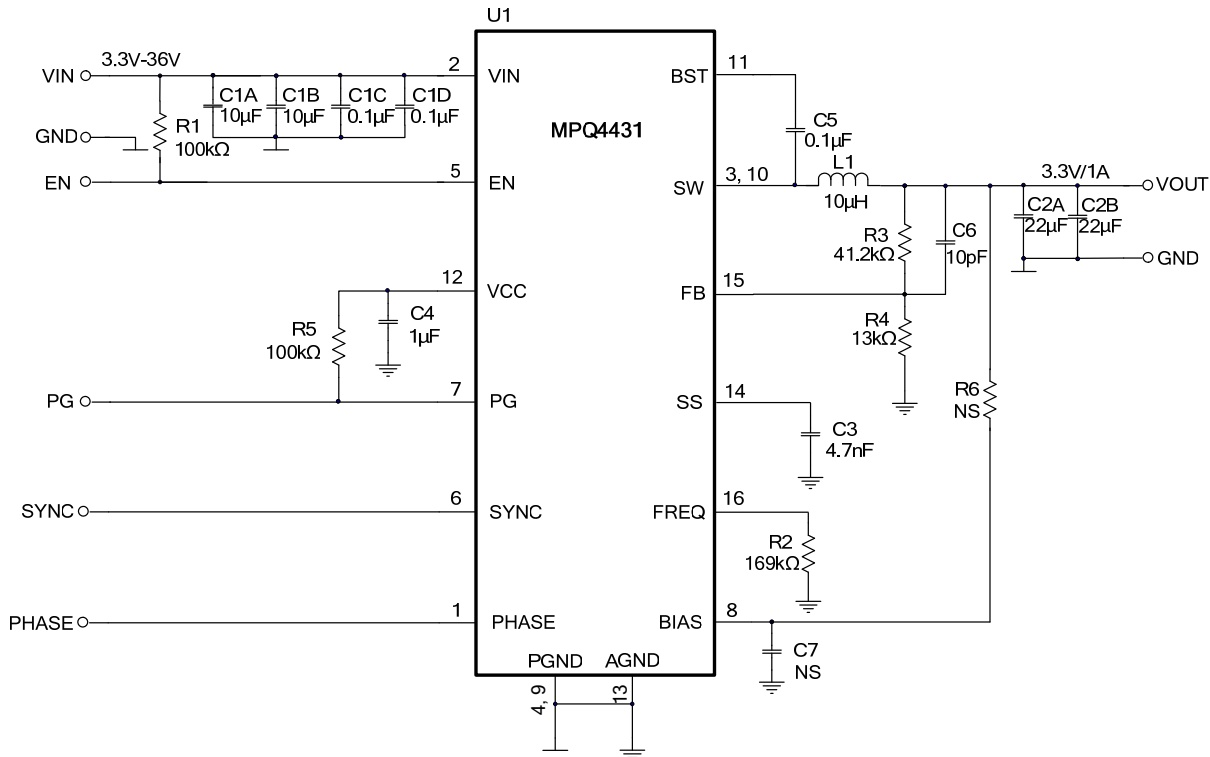 U1
MPQ4431
VIN
3.3V-36V
2
VIN
C1A
10μF
C1B
10μF
C1C
0.1μF
C1D
0.1μF
GND
R1
100kΩ
EN
5
EN
12
VCC
C4
1μF
R5
100kΩ
PG
7
PG
SYNC
6
SYNC
PHASE
1
PHASE
PGND
AGND
4, 9
13
BST
11
C5
0.1μF
SW
3, 10
L1
10μH
3.3V/1A
VOUT
C2A
22μF
C2B
22μF
GND
R3
41.2kΩ
C6
10pF
FB
15
R4
13kΩ
R6
NS
SS
14
C3
4.7nF
FREQ
16
R2
169kΩ
BIAS
8
C7
NS